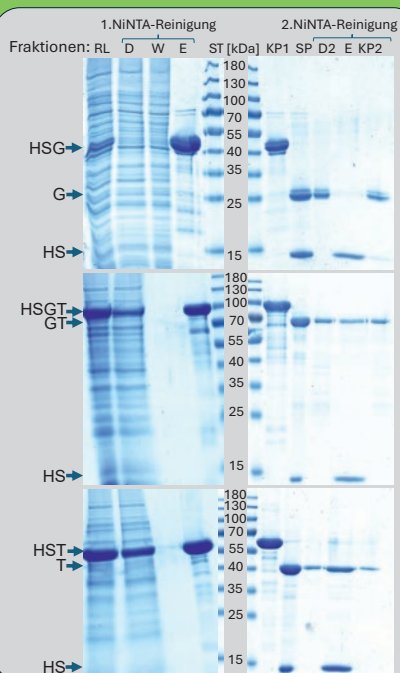 1.NiNTA-Reinigung 2.NiNTA-Reinigung
Fraktionen: RL D W E ST [kDa] KP1 SP D2 E KP2
180
130
100
70
55
HSG 40
35
G 25
HS 15
180
130
HSGT 100
GT 70
55
40
35
25
15
HS
180
130
100
70
HST 55
T 40
35
25
15
HS